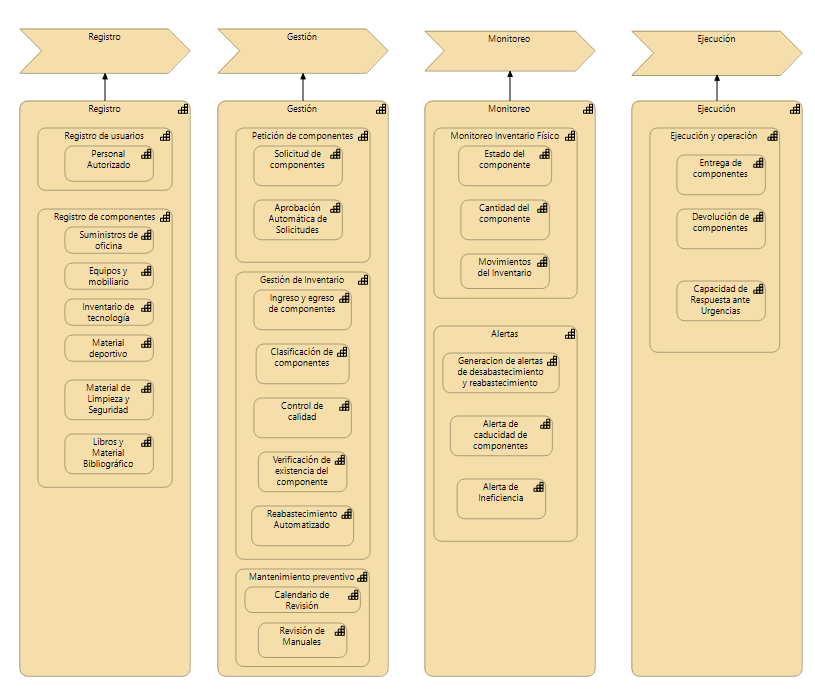 Registro
Gestión
Monitoreo
Ejecución
Registro
Registro de usuarios
Personal
Autorizado
Registro de componentes
Suministros de
oficina
Equipos y
mobiliario
Inventario de
tecnología
Material
deportivo
Material de
Limpieza y
Seguridad
Libros y
Material
Bibliográfico
Gestión
Petición de componentes
Solicitud de
componentes
Aprobación
Automática de
Solicitudes
Gestión de Inventario
Ingreso y egreso
de componentes
Clasificación de
componentes
Control de
calidad
Verificación de
existencia del
componente
Reabastecimiento
Automatizado
Mantenimiento preventivo
Calendario de
Revisión
Revisión de
Manuales
Monitoreo
Monitoreo Inventario Físico
Estado del
componente
Cantidad del
componente
Movimientos
del Inventario
Alertas
Generacion de alertas
de desabastecimiento
y reabastecimiento
Alerta de
caducidad de
componentes
Alerta de
Ineficiencia
Ejecución
Ejecución y operación
Entrega de
componentes
Devolución de
componentes
Capacidad de
Respuesta ante
Urgencias